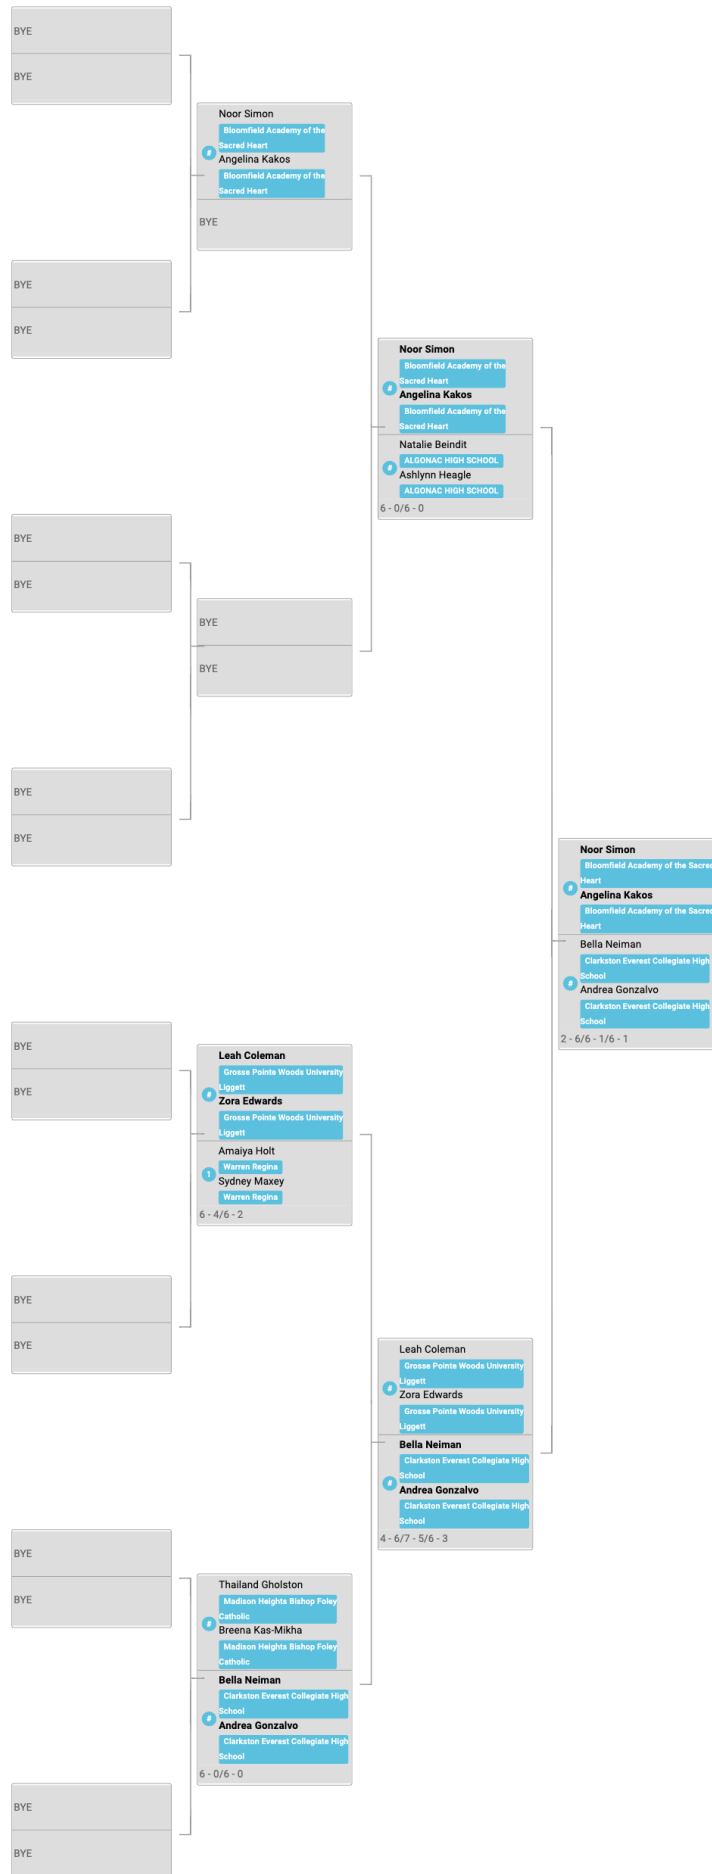 BYE
BYE
Noor Simon
Bloomfield Academy of the
Sacred Heart
#
Angelina Kakos
Bloomfield Academy of the
Sacred Heart
BYE
BYE
BYE
Noor Simon
Bloomfield Academy of the
Sacred Heart
#
Angelina Kakos
Bloomfield Academy of the
Sacred Heart
Natalie Beindit
ALGONAC HIGH SCHOOL
#
Ashlynn Heagle
ALGONAC HIGH SCHOOL
6 - 0/6 - 0
BYE
BYE
BYE
BYE
BYE
BYE
Noor Simon
Bloomfield Academy of the Sacred
Heart
#
Angelina Kakos
Bloomfield Academy of the Sacred
Heart
Bella Neiman
Clarkston Everest Collegiate High
School
#
Andrea Gonzalvo
Clarkston Everest Collegiate High
School
2 - 6/6 - 1/6 - 1
BYE
BYE
Leah Coleman
Grosse Pointe Woods University
Liggett
#
Zora Edwards
Grosse Pointe Woods University
Liggett
Amaiya Holt
Warren Regina
1
Sydney Maxey
Warren Regina
6 - 4/6 - 2
BYE
BYE
Leah Coleman
Grosse Pointe Woods University
Liggett
#
Zora Edwards
Grosse Pointe Woods University
Liggett
Bella Neiman
Clarkston Everest Collegiate High
School
#
Andrea Gonzalvo
Clarkston Everest Collegiate High
School
4 - 6/7 - 5/6 - 3
BYE
BYE
Thailand Gholston
Madison Heights Bishop Foley
Catholic
#
Breena Kas-Mikha
Madison Heights Bishop Foley
Catholic
Bella Neiman
Clarkston Everest Collegiate High
School
#
Andrea Gonzalvo
Clarkston Everest Collegiate High
School
6 - 0/6 - 0
BYE
BYE